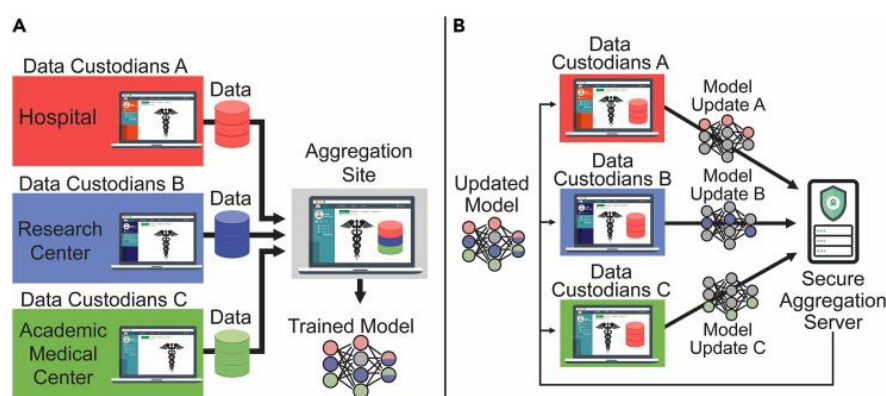 A
Data Custodians A
Data
Hospital
Data Custodians B
Data
Research
Center
Data Custodians C
Data
Academic
Medical
Center
Aggregation
Site
Trained Model
B
Data
Custodians A
Model
Update A
Data
Custodians B
Model
Update B
Updated
Model
Data
Custodians C
Model
Update C
Secure
Aggregation
Server